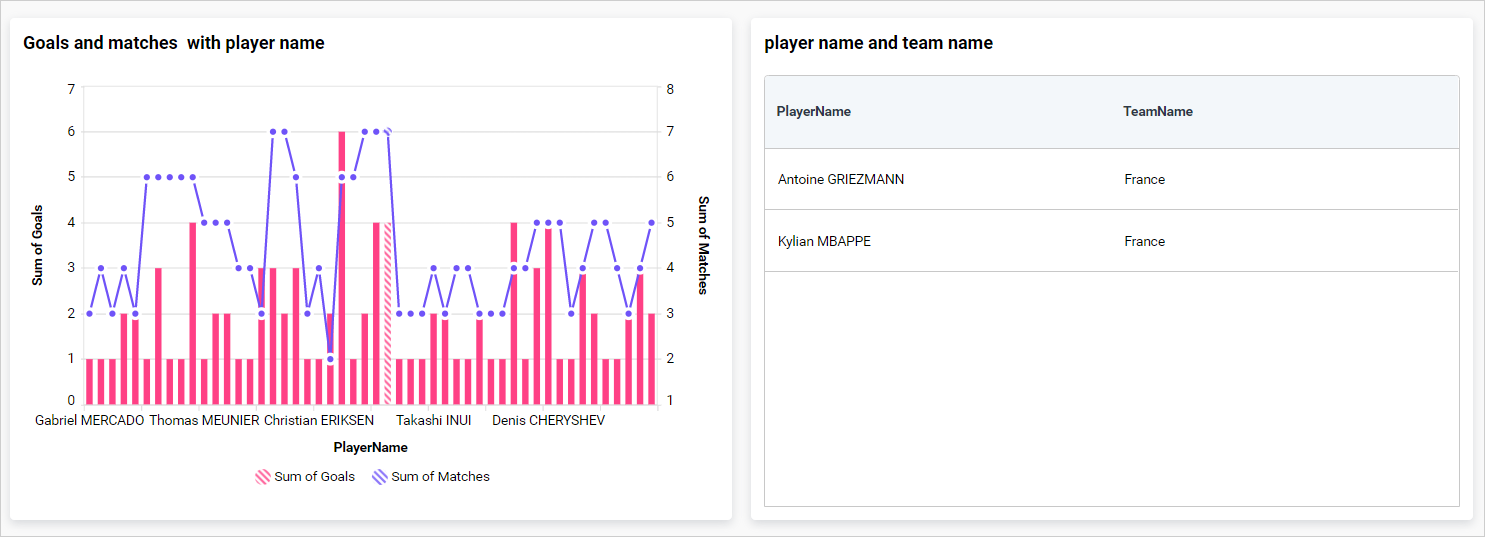 Goals and matches  with player name
7
6
5
4
3
2
1
0
Sum of Goals
8
7
6
5
4
3
2
1
Sum of Matches
Gabriel MERCADO Thomas MEUNIER Christian ERIKSEN Takashi INUI Denis CHERYSHEV
PlayerName
Sum of Goals Sum of Matches
player name and team name
PlayerName TeamName
Antoine GRIEZMANN France
Kylian MBAPPE France